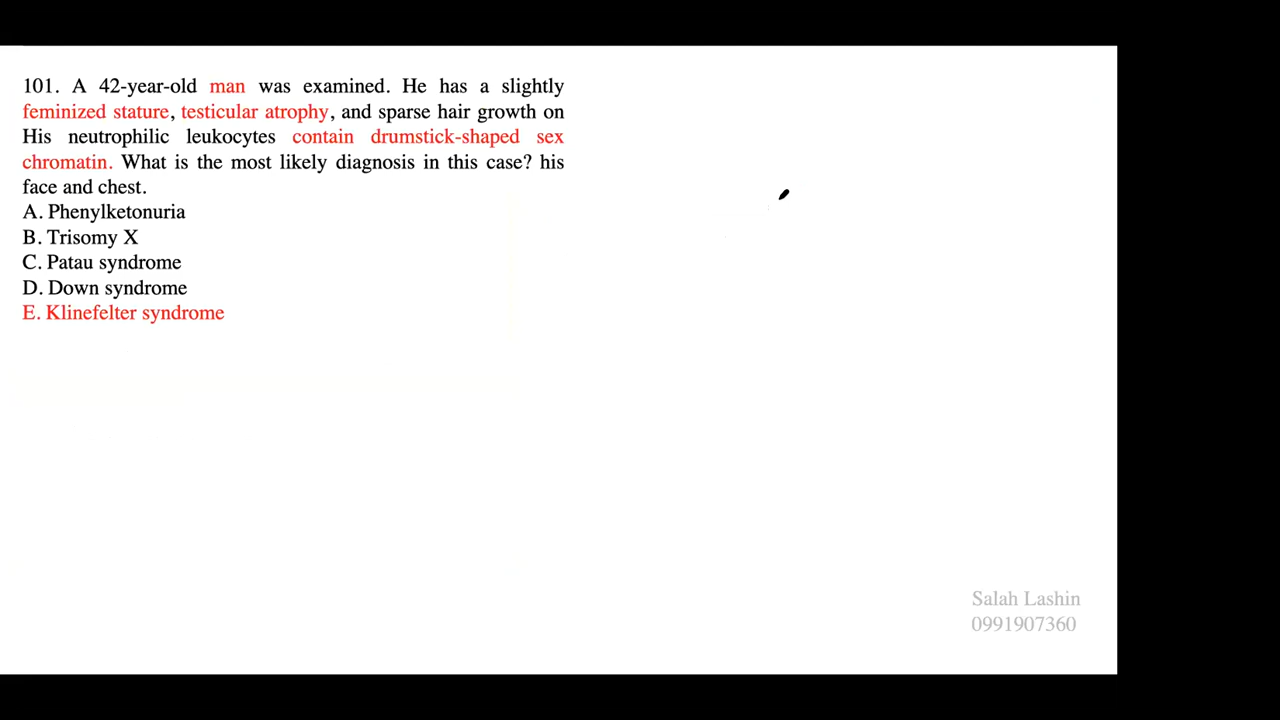 101. A 42-year-old man was examined. He has a slightly
feminized stature, testicular atrophy, and sparse hair growth on
His neutrophilic leukocytes contain drumstick-shaped sex
chromatin. What is the most likely diagnosis in this case? his
face and chest.
A. Phenylketonuria
B. Trisomy X
C. Patau syndrome
D. Down syndrome
E. Klinefelter syndrome
Salah Lashin
0991907360